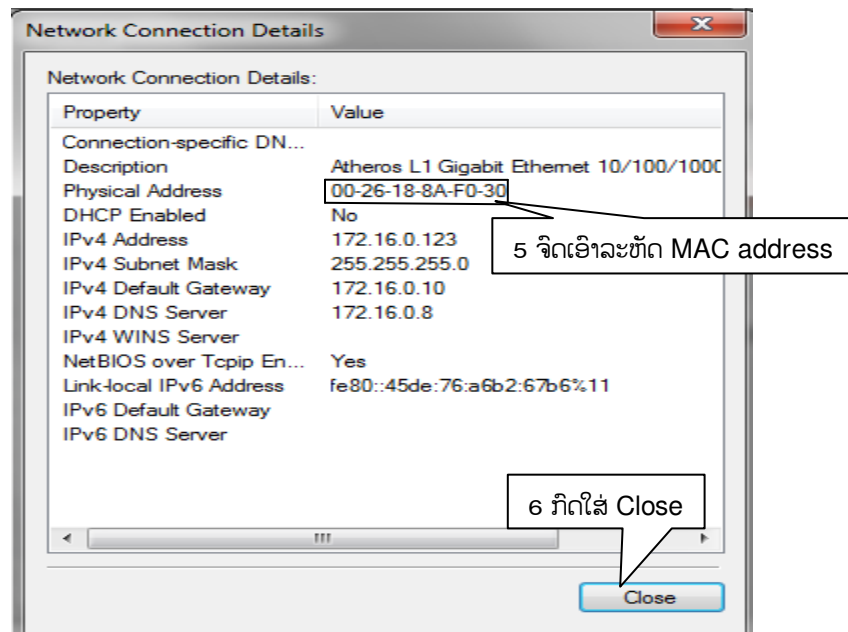 Network Connection Details
Network Connection Details:
Property Value
Connection-specific DN...
Description Atheros L1 Gigabit Ethernet 10/100/100
Physical Address 00-26-18-8A-F0-30
DHCP Enabled No
IPv4 Address 172.16.0.123
5 ຈົດເອົາລະຫັດ MAC address
IPv4 Subnet Mask 255.255.255.0
IPv4 Default Gateway 172.16.0.10
IPv4 DNS Server 172.16.0.8
IPv4 WINS Server
NetBIOS over Tcpip En... Yes
Link-local IPv6 Address fe80::45de:76:a6b2:67b6%11
IPv6 Default Gateway
IPv6 DNS Server
6 ກົດໃສ່ Close
Close